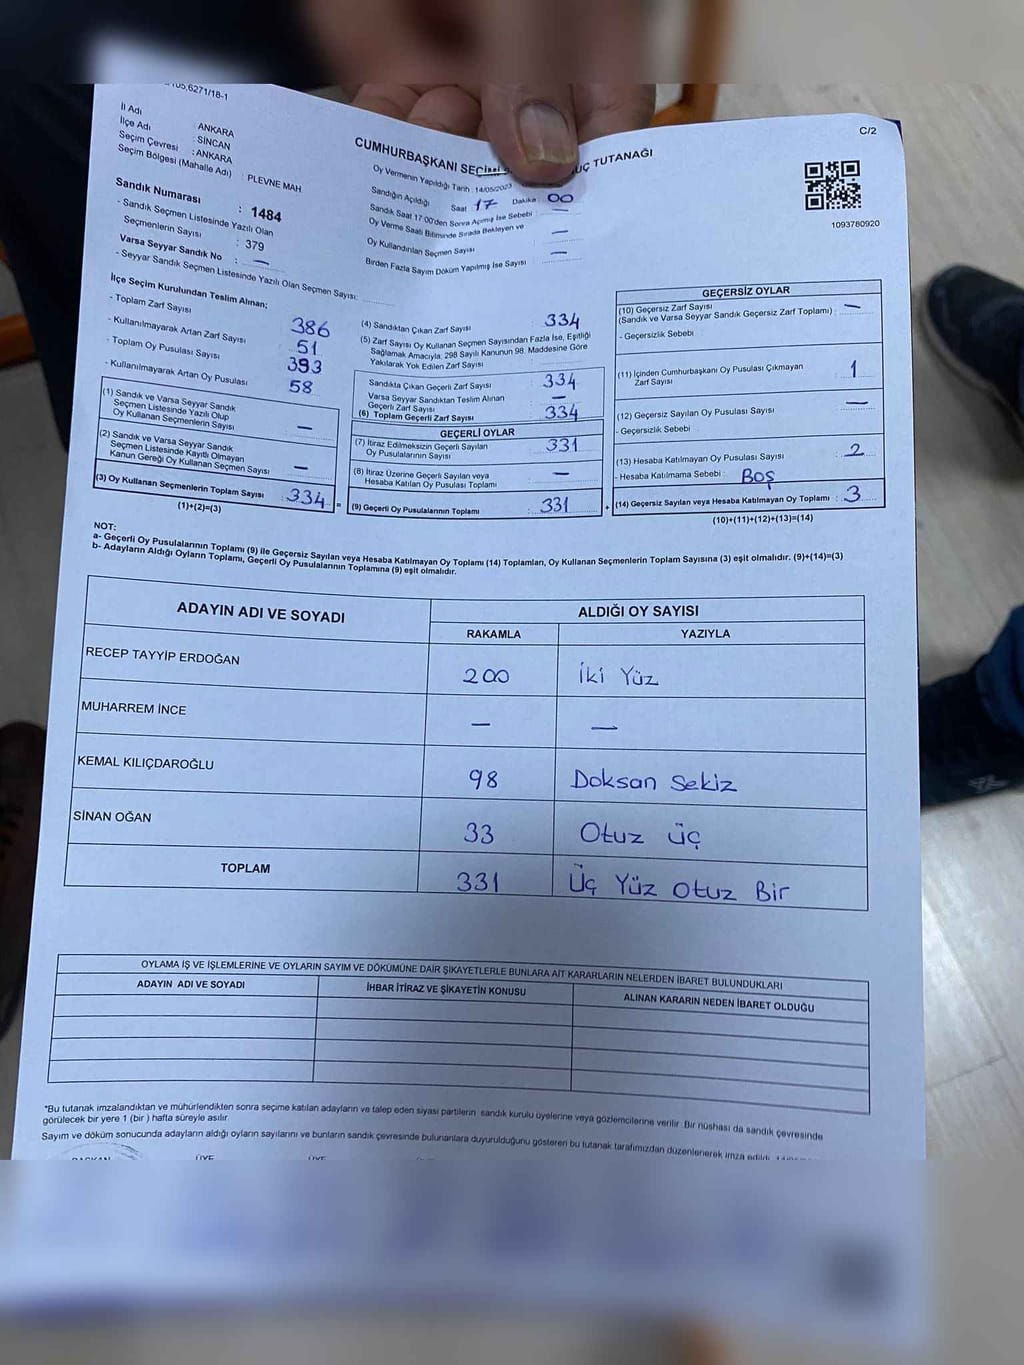 6271/18-1
C/2
İl Adı : ANKARA
İlçe Adı : SİNCAN
Seçim Çevresi : ANKARA
Seçim Bölgesi (Mahalle Adı) : PLEVNE MAH
CUMHURBAŞKANI SEÇİMİ TUTANAĞI
Oy Vermenin Yapıldığı Tarih : 14/05/2023
Sandığın Açıldığı Saat 17 Dakika 00
Sandık Saat 17:00'den Sonra Açılmış İse Sebebi —
Oy Verme Saati Bitiminde Sırada Bekleyen ve
Oy Kullandırılan Seçmen Sayısı —
Birden Fazla Sayım Döküm Yapılmış İse Sayısı —
1093780920
Sandık Numarası : 1484
- Sandık Seçmen Listesinde Yazılı Olan
Seçmenlerin Sayısı : 379
Varsa Seyyar Sandık No : —
- Seyyar Sandık Seçmen Listesinde Yazılı Olan Seçmen Sayısı:
İlçe Seçim Kurulundan Teslim Alınan;
- Toplam Zarf Sayısı 386
- Kullanılmayarak Artan Zarf Sayısı 51
- Toplam Oy Pusulası Sayısı 393
- Kullanılmayarak Artan Oy Pusulası 58
(1) Sandık ve Varsa Seyyar Sandık
Seçmen Listesinde Yazılı Olup
Oy Kullanan Seçmenlerin Sayısı —
(2) Sandık ve Varsa Seyyar Sandık
Seçmen Listesinde Kayıtlı Olmayan
Kanun Gereği Oy Kullanan Seçmen Sayısı —
(3) Oy Kullanan Seçmenlerin Toplam Sayısı : 334 =
(1)+(2)=(3)
(4) Sandıktan Çıkan Zarf Sayısı : 334
(5) Zarf Sayısı Oy Kullanan Seçmen Sayısından Fazla İse, Eşitliği
Sağlamak Amacıyla, 298 Sayılı Kanunun 98. Maddesine Göre
Yakılarak Yok Edilen Zarf Sayısı
Sandıkta Çıkan Geçerli Zarf Sayısı : 334
Varsa Seyyar Sandıktan Teslim Alınan
Geçerli Zarf Sayısı —
(6) Toplam Geçerli Zarf Sayısı : 334
GEÇERLİ OYLAR
(7) İtiraz Edilmeksizin Geçerli Sayılan
Oy Pusulalarının Sayısı : 331
(8) İtiraz Üzerine Geçerli Sayılan veya
Hesaba Katılan Oy Pusulası Toplamı —
(9) Geçerli Oy Pusulalarının Toplamı : 331 +
GEÇERSİZ OYLAR
(10) Geçersiz Zarf Sayısı
(Sandık ve Varsa Seyyar Sandık Geçersiz Zarf Toplamı) : —
- Geçersizlik Sebebi :
(11) İçinden Cumhurbaşkanı Oy Pusulası Çıkmayan
Zarf Sayısı : 1
(12) Geçersiz Sayılan Oy Pusulası Sayısı : —
- Geçersizlik Sebebi :
(13) Hesaba Katılmayan Oy Pusulası Sayısı : 2
- Hesaba Katılmama Sebebi : BOŞ
(14) Geçersiz Sayılan veya Hesaba Katılmayan Oy Toplamı : 3
(10)+(11)+(12)+(13)=(14)
NOT:
a- Geçerli Oy Pusulalarının Toplamı (9) ile Geçersiz Sayılan veya Hesaba Katılmayan Oy Toplamı (14) Toplamları, Oy Kullanan Seçmenlerin Toplam Sayısına (3) eşit olmalıdır. (9)+(14)=(3)
b- Adayların Aldığı Oyların Toplamı, Geçerli Oy Pusulalarının Toplamına (9) eşit olmalıdır.
ADAYIN ADI VE SOYADI ALDIĞI OY SAYISI
RAKAMLA YAZIYLA
RECEP TAYYİP ERDOĞAN 200 İki Yüz
MUHARREM İNCE — —
KEMAL KILIÇDAROĞLU 98 Doksan Sekiz
SİNAN OĞAN 33 Otuz Üç
TOPLAM 331 Üç Yüz Otuz Bir
OYLAMA İŞ VE İŞLEMLERİNE VE OYLARIN SAYIM VE DÖKÜMÜNE DAİR ŞİKAYETLERLE BUNLARA AİT KARARLARIN NELERDEN İBARET BULUNDUKLARI
ADAYIN ADI VE SOYADI İHBAR İTİRAZ VE ŞİKAYETİN KONUSU ALINAN KARARIN NEDEN İBARET OLDUĞU
*Bu tutanak imzalandıktan ve mühürlendikten sonra seçime katılan adayların ve talep eden siyasi partilerin sandık kurulu üyelerine veya gözlemcilerine verilir. Bir nüshası da sandık çevresinde
görülecek bir yere 1 (bir) hafta süreyle asılır.
Sayım ve döküm sonucunda adayların aldığı oyların sayılarını ve bunların sandık çevresinde bulunanlara duyurulduğunu gösteren bu tutanak tarafımızdan düzenlenerek imza edildi.
BAŞKAN ÜYE ÜYE